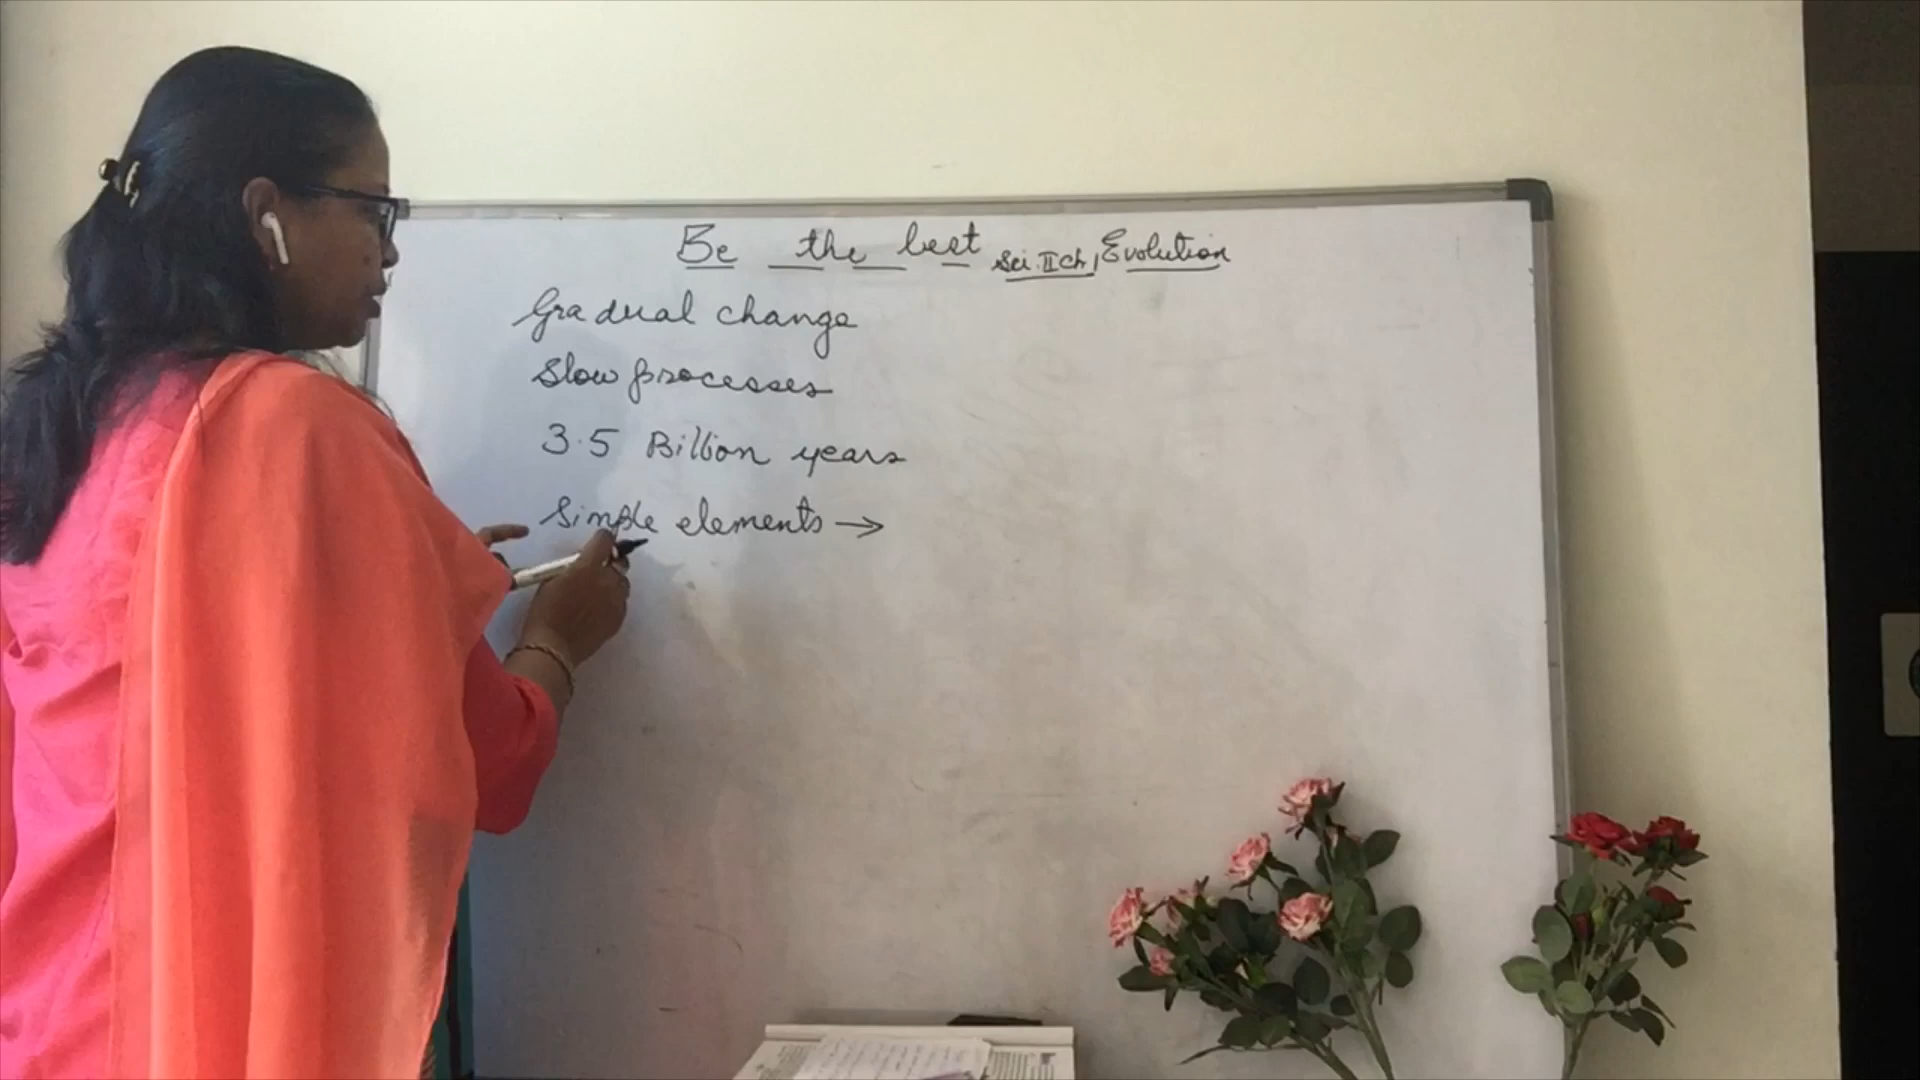 Be the best Sci. II ch, Evolution
Gradual change
Slow processes
3.5 Billion years
Simple elements →